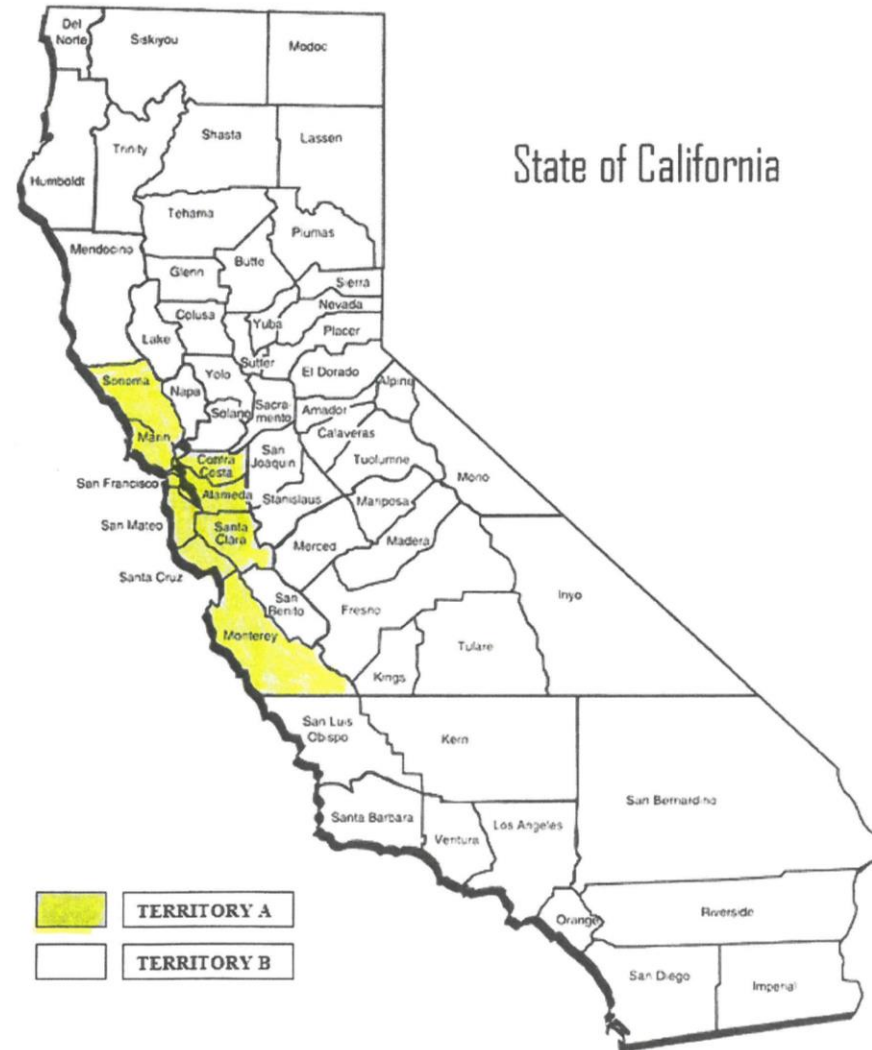 Del
Norte
Siskiyou
Modoc
State of California
Humboldt
Trinity
Shasta
Lassen
Tehama
Plumas
Mendocino
Glenn
Butte
Sierra
Nevada
Colusa
Yuba
Placer
Lake
Sutter
Sonoma
Yolo
El Dorado
Alpine
Napa
Solano
Sacra-
mento
Amador
Marin
Calaveras
Contra
Costa
San
Joaquin
Tuolumne
Mono
San Francisco
Alameda
Stanislaus
Mariposa
San Mateo
Santa
Clara
Merced
Madera
Santa Cruz
San
Benito
Fresno
Inyo
Monterey
Tulare
Kings
San Luis
Obispo
Kern
San Bernardino
Santa Barbara
Ventura
Los Angeles
TERRITORY A
Orange
Riverside
TERRITORY B
San Diego
Imperial